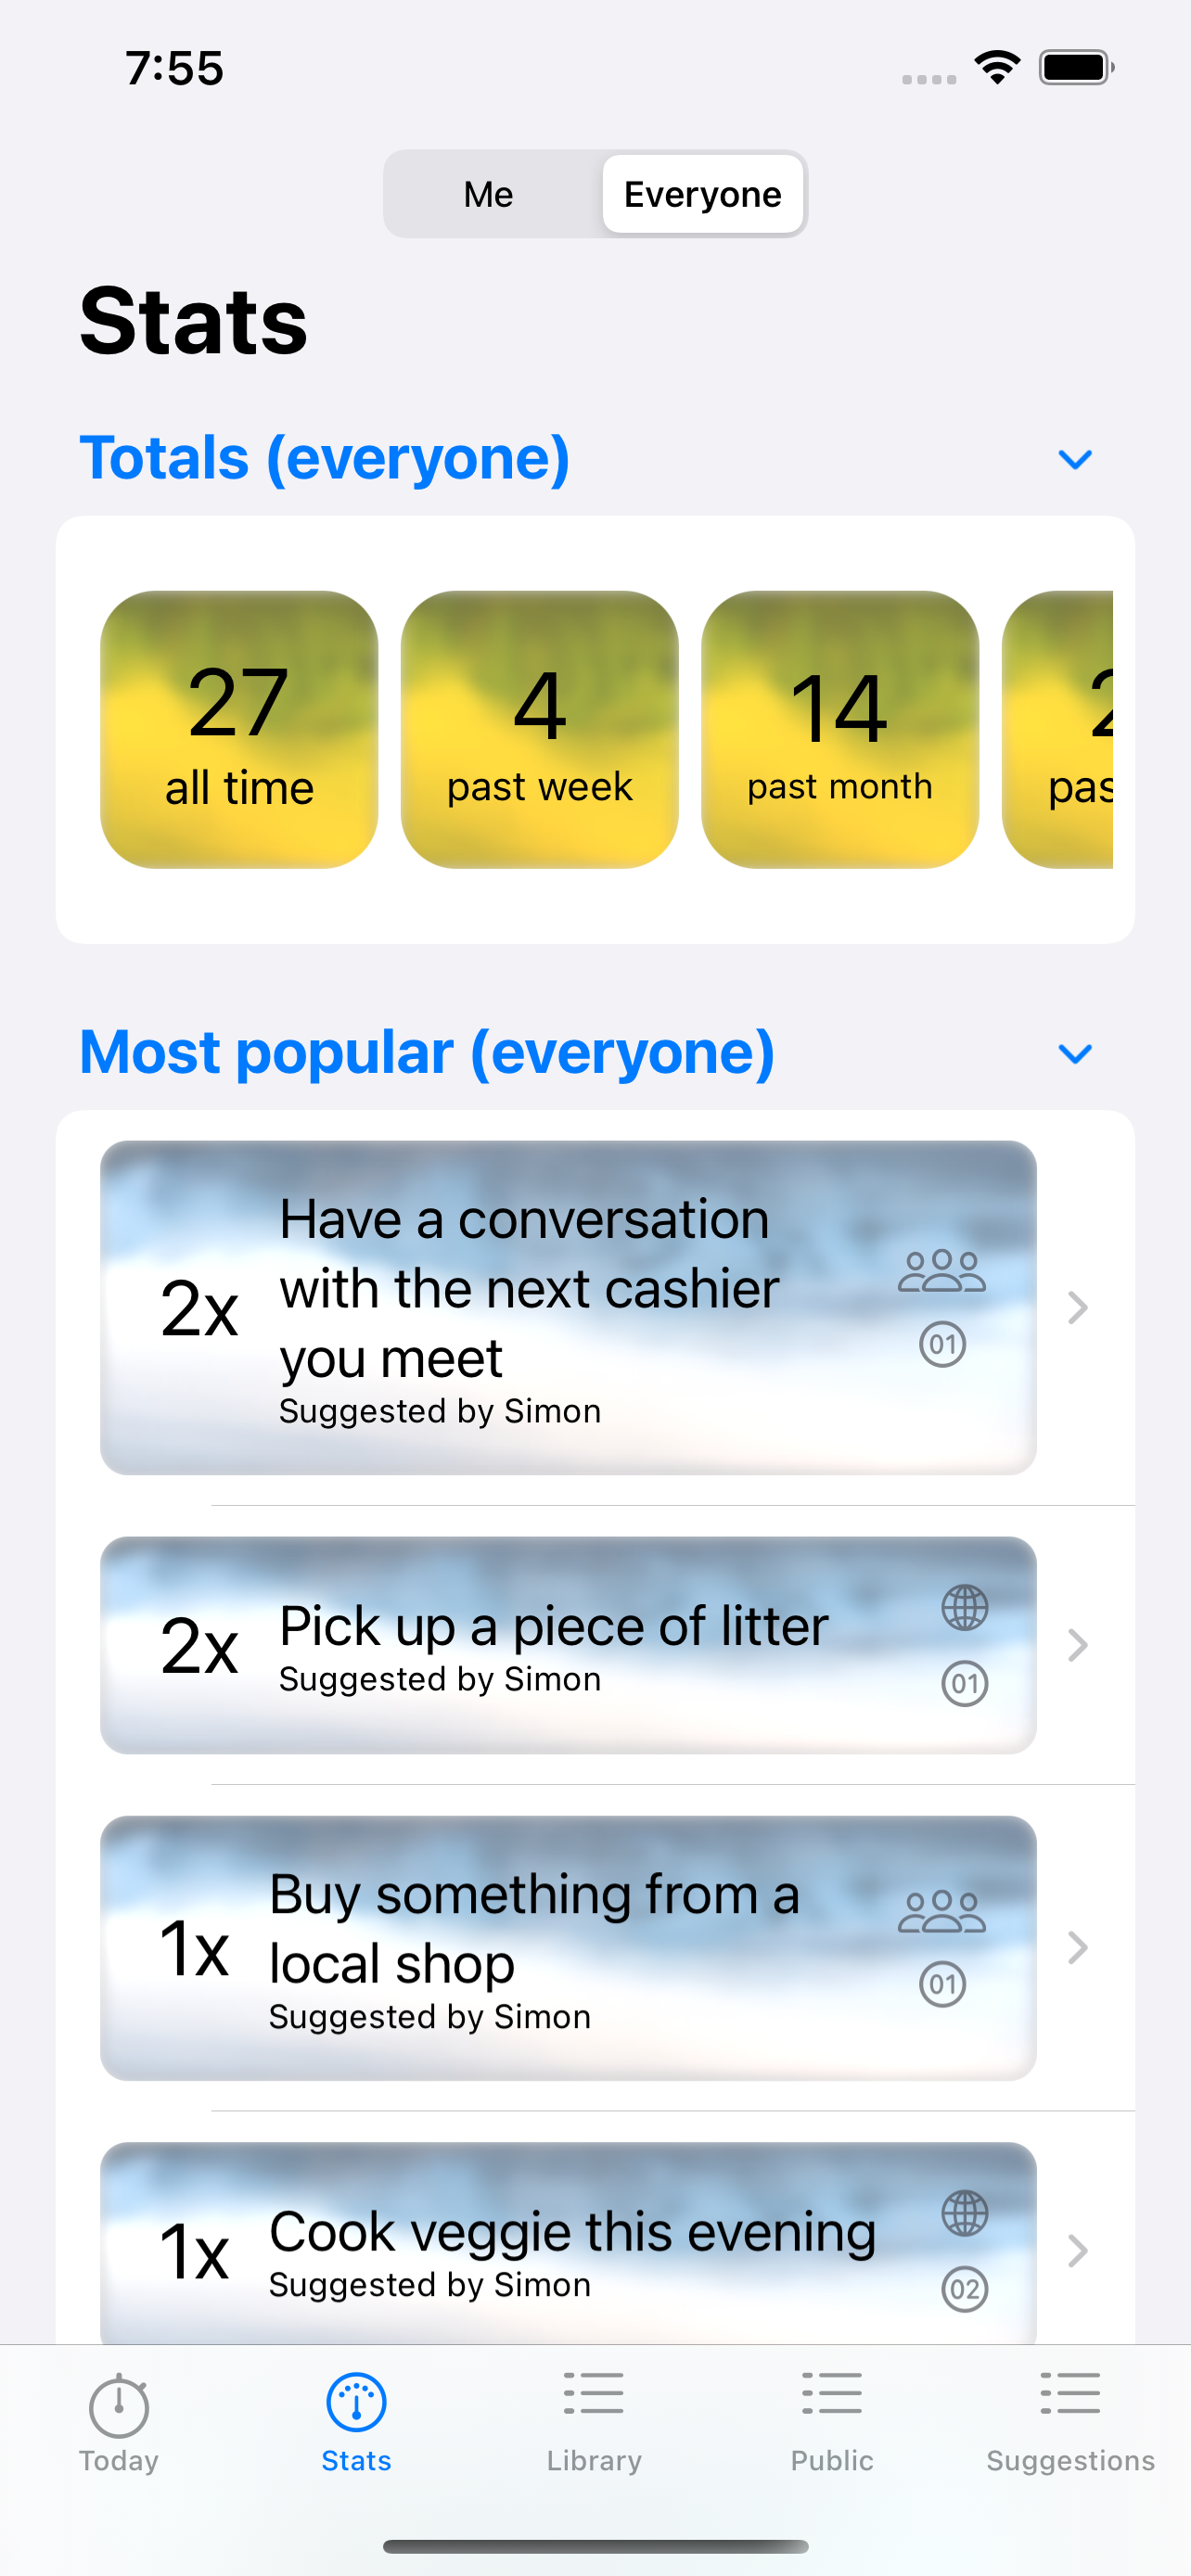 7:55
Me Everyone
Stats
Totals (everyone)
27 4 14
all time past week past month
Most popular (everyone)
2x
Have a conversation
with the next cashier
you meet
Suggested by Simon
01
2x
Pick up a piece of litter
Suggested by Simon
01
1x
Buy something from a
local shop
Suggested by Simon
01
1x
Cook veggie this evening
Suggested by Simon
02
Today Stats Library Public Suggestions